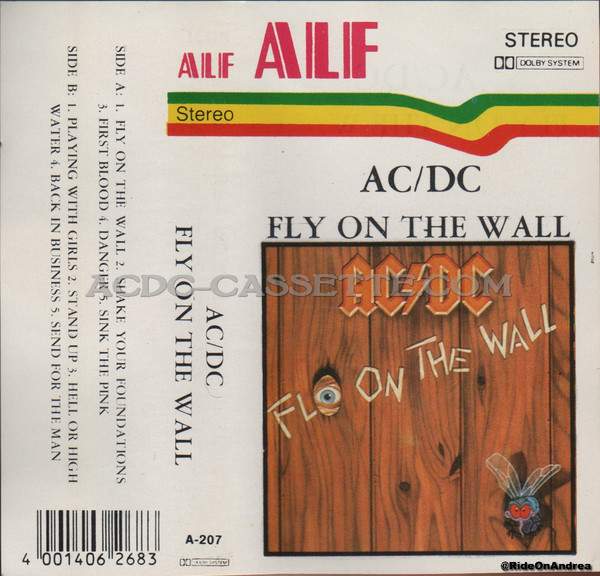 ALF ALF
STEREO
DOLBY SYSTEM
Stereo
AC/DC
FLY ON THE WALL
AC/DC
FLY ON THE WALL
SIDE A: 1. FLY ON THE WALL 2. SHAKE YOUR FOUNDATIONS
3. FIRST BLOOD 4. DANGER 5. SINK THE PINK
SIDE B: 1. PLAYING WITH GIRLS 2. STAND UP 3. HELL OR HIGH
WATER 4. BACK IN BUSINESS 5. SEND FOR THE MAN
AC/DC
FLY ON THE WALL
ACDC-CASSETTE.COM
A-207
DOLBY SYSTEM
4 001406 2683
@RideOnAndrea